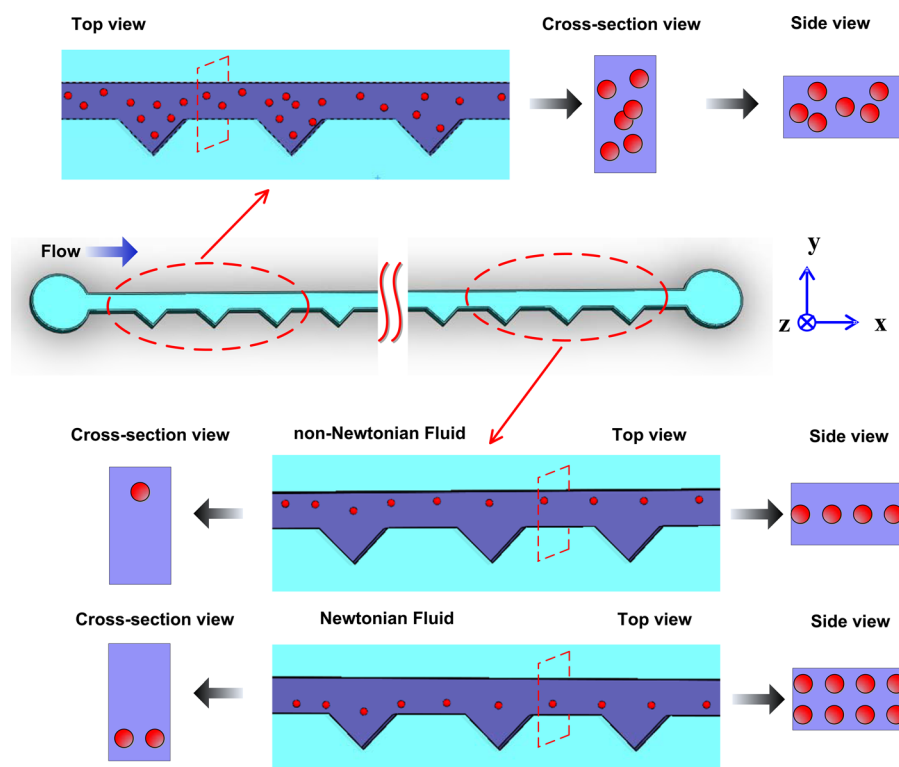 Top view
Cross-section view
Side view
Flow
y
z
x
Cross-section view
non-Newtonian Fluid
Top view
Side view
Cross-section view
Newtonian Fluid
Top view
Side view